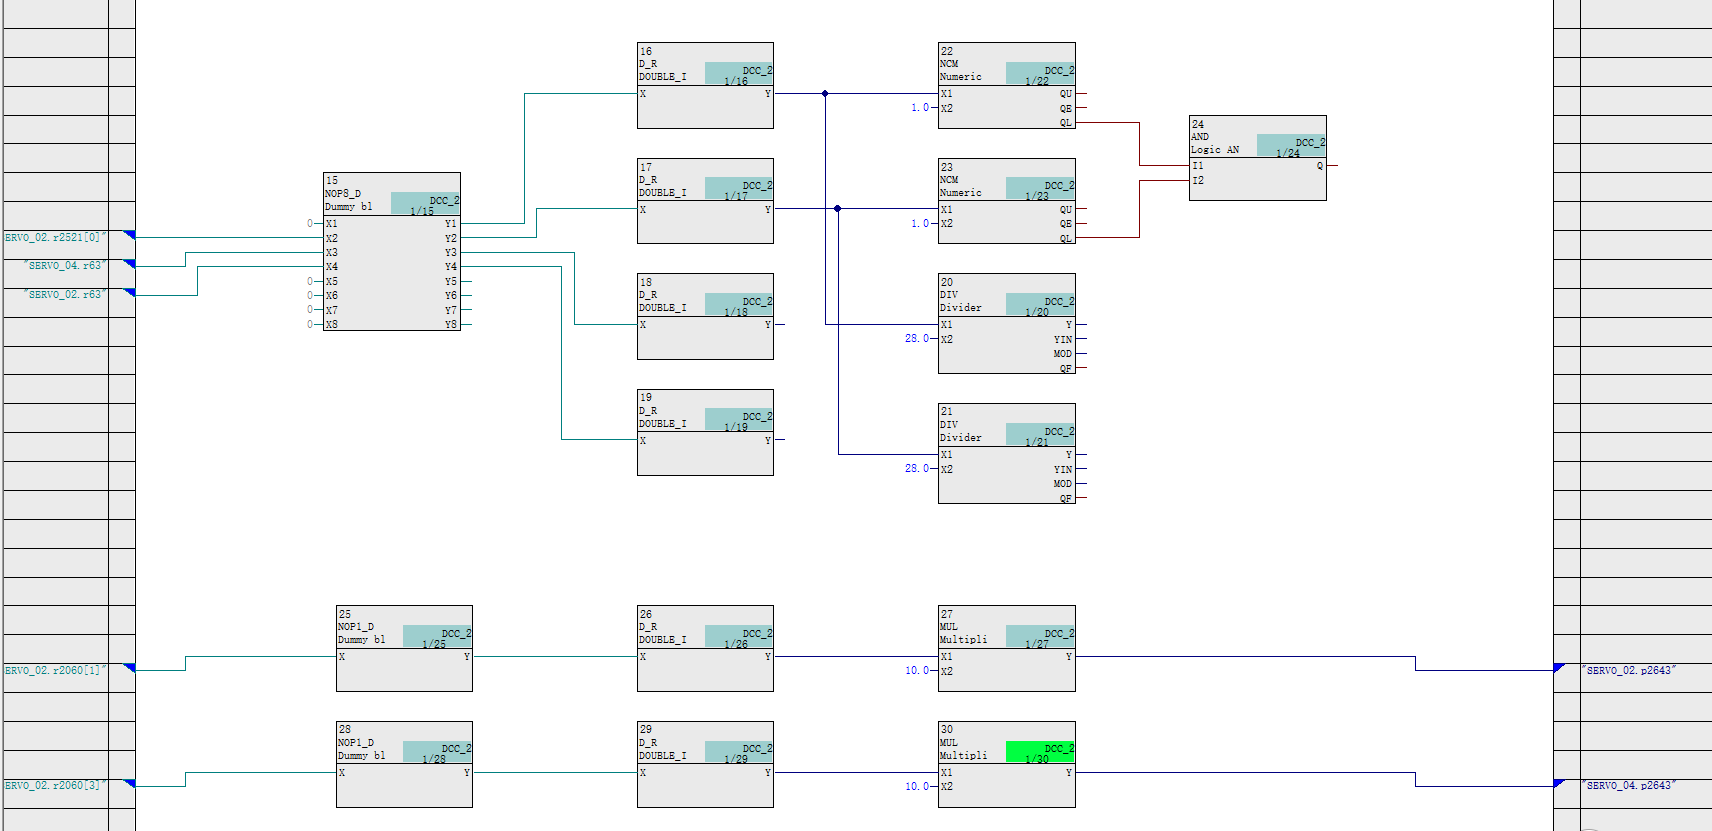 16
D_R
DOUBLE_I
DCC_2
1/16
X
Y
22
NCM
Numeric
DCC_2
1/22
X1
QU
1.0
X2
QE
QL
24
AND
Logic AN
DCC_2
1/24
I1
Q
I2
17
D_R
DOUBLE_I
DCC_2
1/17
X
Y
23
NCM
Numeric
DCC_2
1/23
X1
QU
1.0
X2
QE
QL
15
NOP8_D
Dummy bl
DCC_2
1/15
0
X1
Y1
ERVO_02.r2521[0]"
X2
Y2
X3
Y3
"SERVO_04.r63"
X4
Y4
0
X5
Y5
"SERVO_02.r63"
0
X6
Y6
0
X7
Y7
0
X8
Y8
18
D_R
DOUBLE_I
DCC_2
1/18
X
Y
20
DIV
Divider
DCC_2
1/20
X1
Y
28.0
X2
YIN
MOD
QF
19
D_R
DOUBLE_I
DCC_2
1/19
X
Y
21
DIV
Divider
DCC_2
1/21
X1
Y
28.0
X2
YIN
MOD
QF
25
NOP1_D
Dummy bl
DCC_2
1/25
X
Y
26
D_R
DOUBLE_I
DCC_2
1/26
X
Y
27
MUL
Multipli
DCC_2
1/27
X1
Y
10.0
X2
ERVO_02.r2060[1]"
"SERVO_02.p2643"
28
NOP1_D
Dummy bl
DCC_2
1/28
X
Y
29
D_R
DOUBLE_I
DCC_2
1/29
X
Y
30
MUL
Multipli
DCC_2
1/30
X1
Y
10.0
X2
ERVO_02.r2060[3]"
"SERVO_04.p2643"